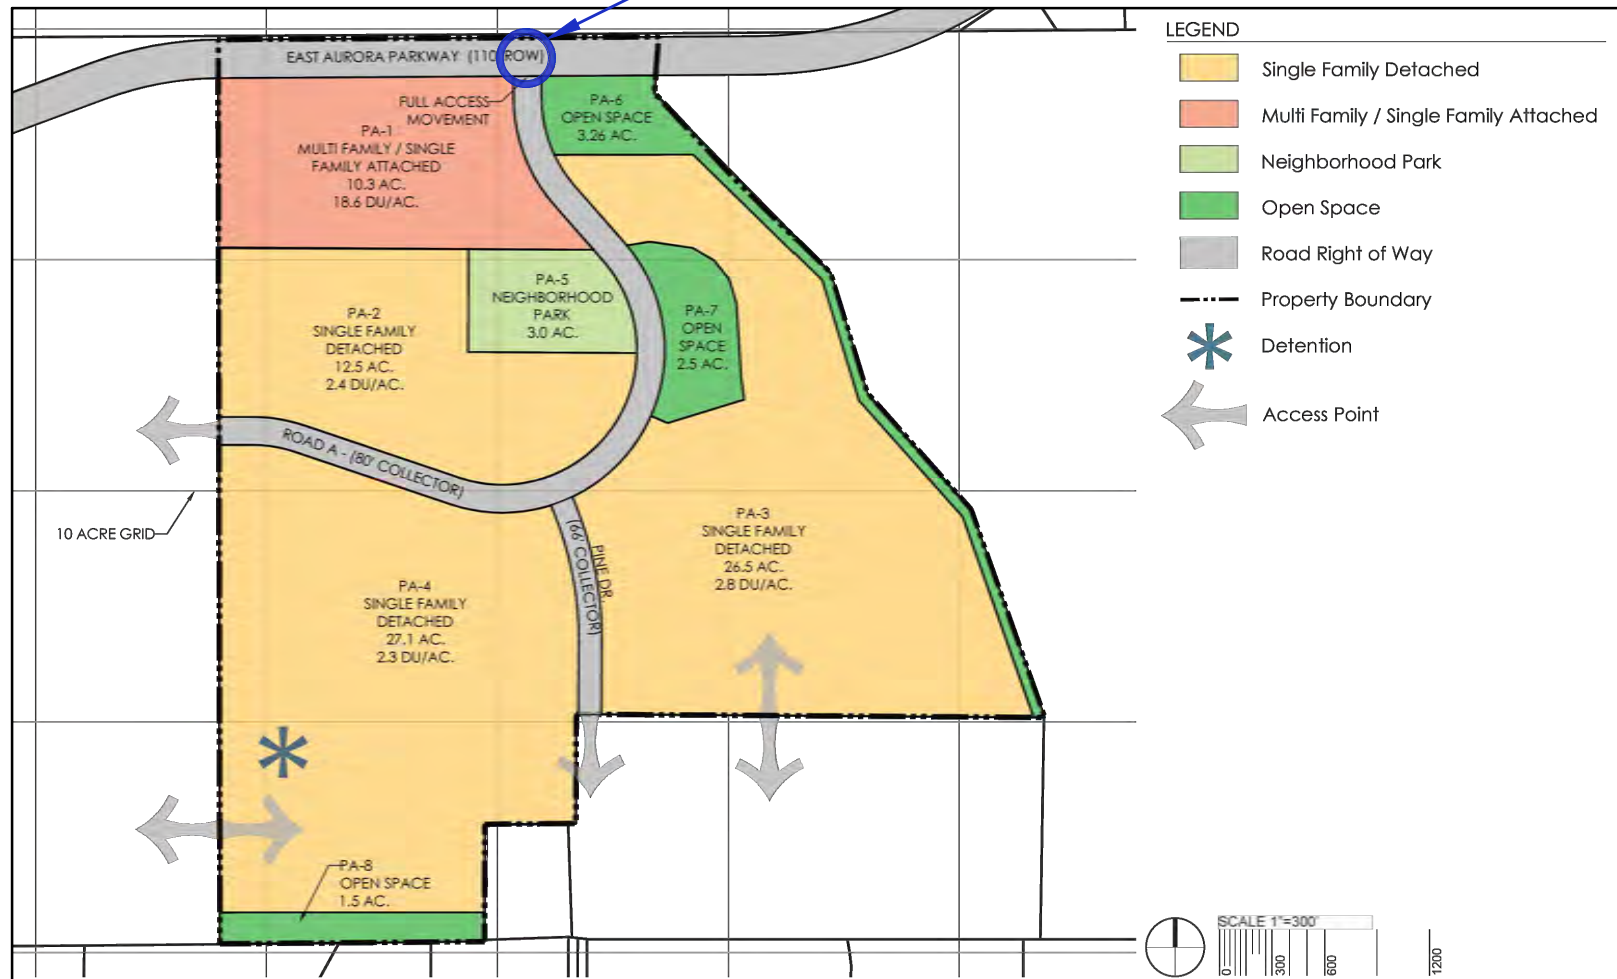 EAST AURORA PARKWAY (110' ROW)
FULL ACCESS
MOVEMENT
PA-1
MULTI FAMILY / SINGLE
FAMILY ATTACHED
10.3 AC.
18.6 DU/AC.
PA-6
OPEN SPACE
3.26 AC.
PA-2
SINGLE FAMILY
DETACHED
12.5 AC.
2.4 DU/AC.
PA-5
NEIGHBORHOOD
PARK
3.0 AC.
PA-7
OPEN
SPACE
2.5 AC.
ROAD A - (80' COLLECTOR)
10 ACRE GRID
PINE DR.
(66' COLLECTOR)
PA-3
SINGLE FAMILY
DETACHED
26.5 AC.
2.8 DU/AC.
PA-4
SINGLE FAMILY
DETACHED
27.1 AC.
2.3 DU/AC.
PA-8
OPEN SPACE
1.5 AC.
LEGEND
Single Family Detached
Multi Family / Single Family Attached
Neighborhood Park
Open Space
Road Right of Way
Property Boundary
Detention
Access Point
SCALE 1"=300'
0
300
600
1200